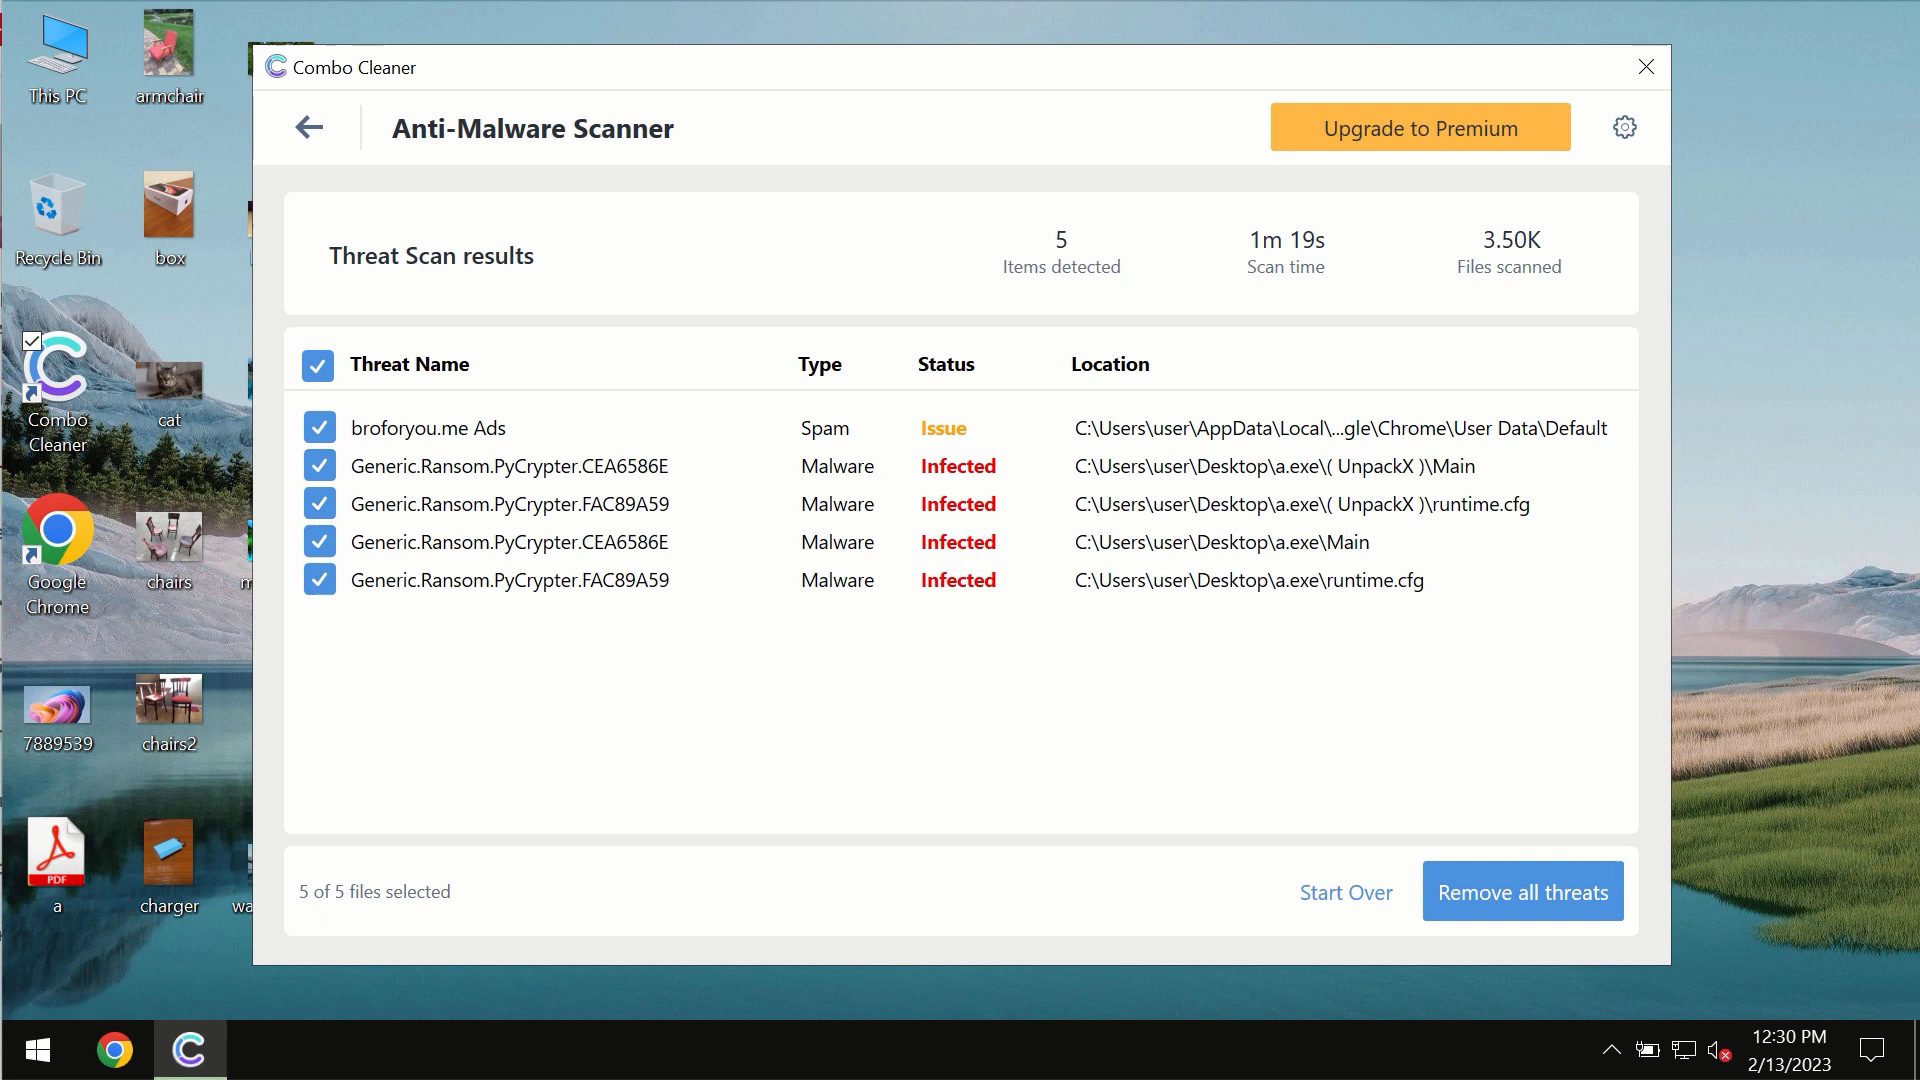 This PC
armchair
Recycle Bin
box
Combo
Cleaner
cat
Google
Chrome
chairs
7889539
chairs2
PDF
a
charger
wa
Combo Cleaner
Anti-Malware Scanner
Upgrade to Premium
Threat Scan results
5
Items detected
1m 19s
Scan time
3.50K
Files scanned
Threat Name Type Status Location
broforyou.me Ads Spam Issue C:\Users\user\AppData\Local\...gle\Chrome\User Data\Default
Generic.Ransom.PyCrypter.CEA6586E Malware Infected C:\Users\user\Desktop\a.exe\( UnpackX )\Main
Generic.Ransom.PyCrypter.FAC89A59 Malware Infected C:\Users\user\Desktop\a.exe\( UnpackX )\runtime.cfg
Generic.Ransom.PyCrypter.CEA6586E Malware Infected C:\Users\user\Desktop\a.exe\Main
Generic.Ransom.PyCrypter.FAC89A59 Malware Infected C:\Users\user\Desktop\a.exe\runtime.cfg
5 of 5 files selected
Start Over
Remove all threats
12:30 PM
2/13/2023